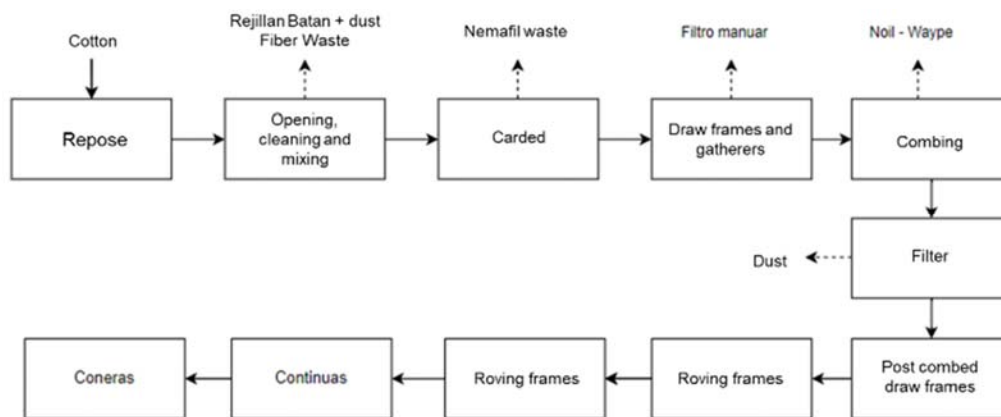 Cotton
Rejillan Batan + dust
Fiber Waste
Nemafil waste
Filtro manuar
Noil - Waype
Repose
Opening,
cleaning and
mixing
Carded
Draw frames and
gatherers
Combing
Dust
Filter
Coneras
Continuas
Roving frames
Roving frames
Post combed
draw frames